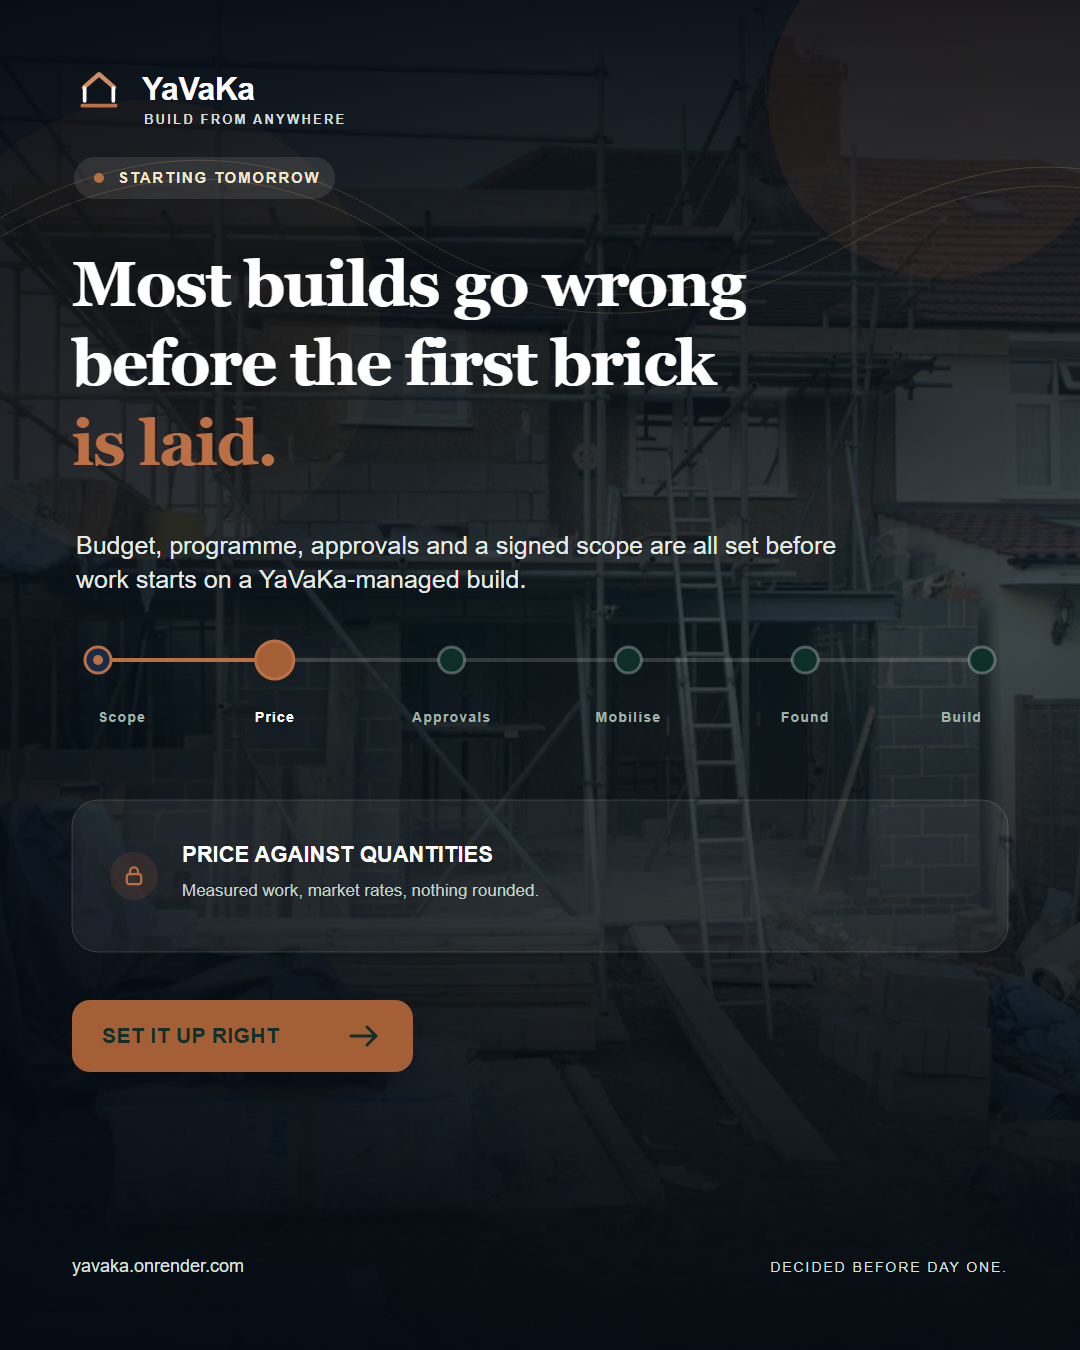 YaVaKa
BUILD FROM ANYWHERE
STARTING TOMORROW
Most builds go wrong
before the first brick
is laid.
Budget, programme, approvals and a signed scope are all set before
work starts on a YaVaKa-managed build.
Scope Price Approvals Mobilise Found Build
PRICE AGAINST QUANTITIES
Measured work, market rates, nothing rounded.
SET IT UP RIGHT
yavaka.onrender.com DECIDED BEFORE DAY ONE.